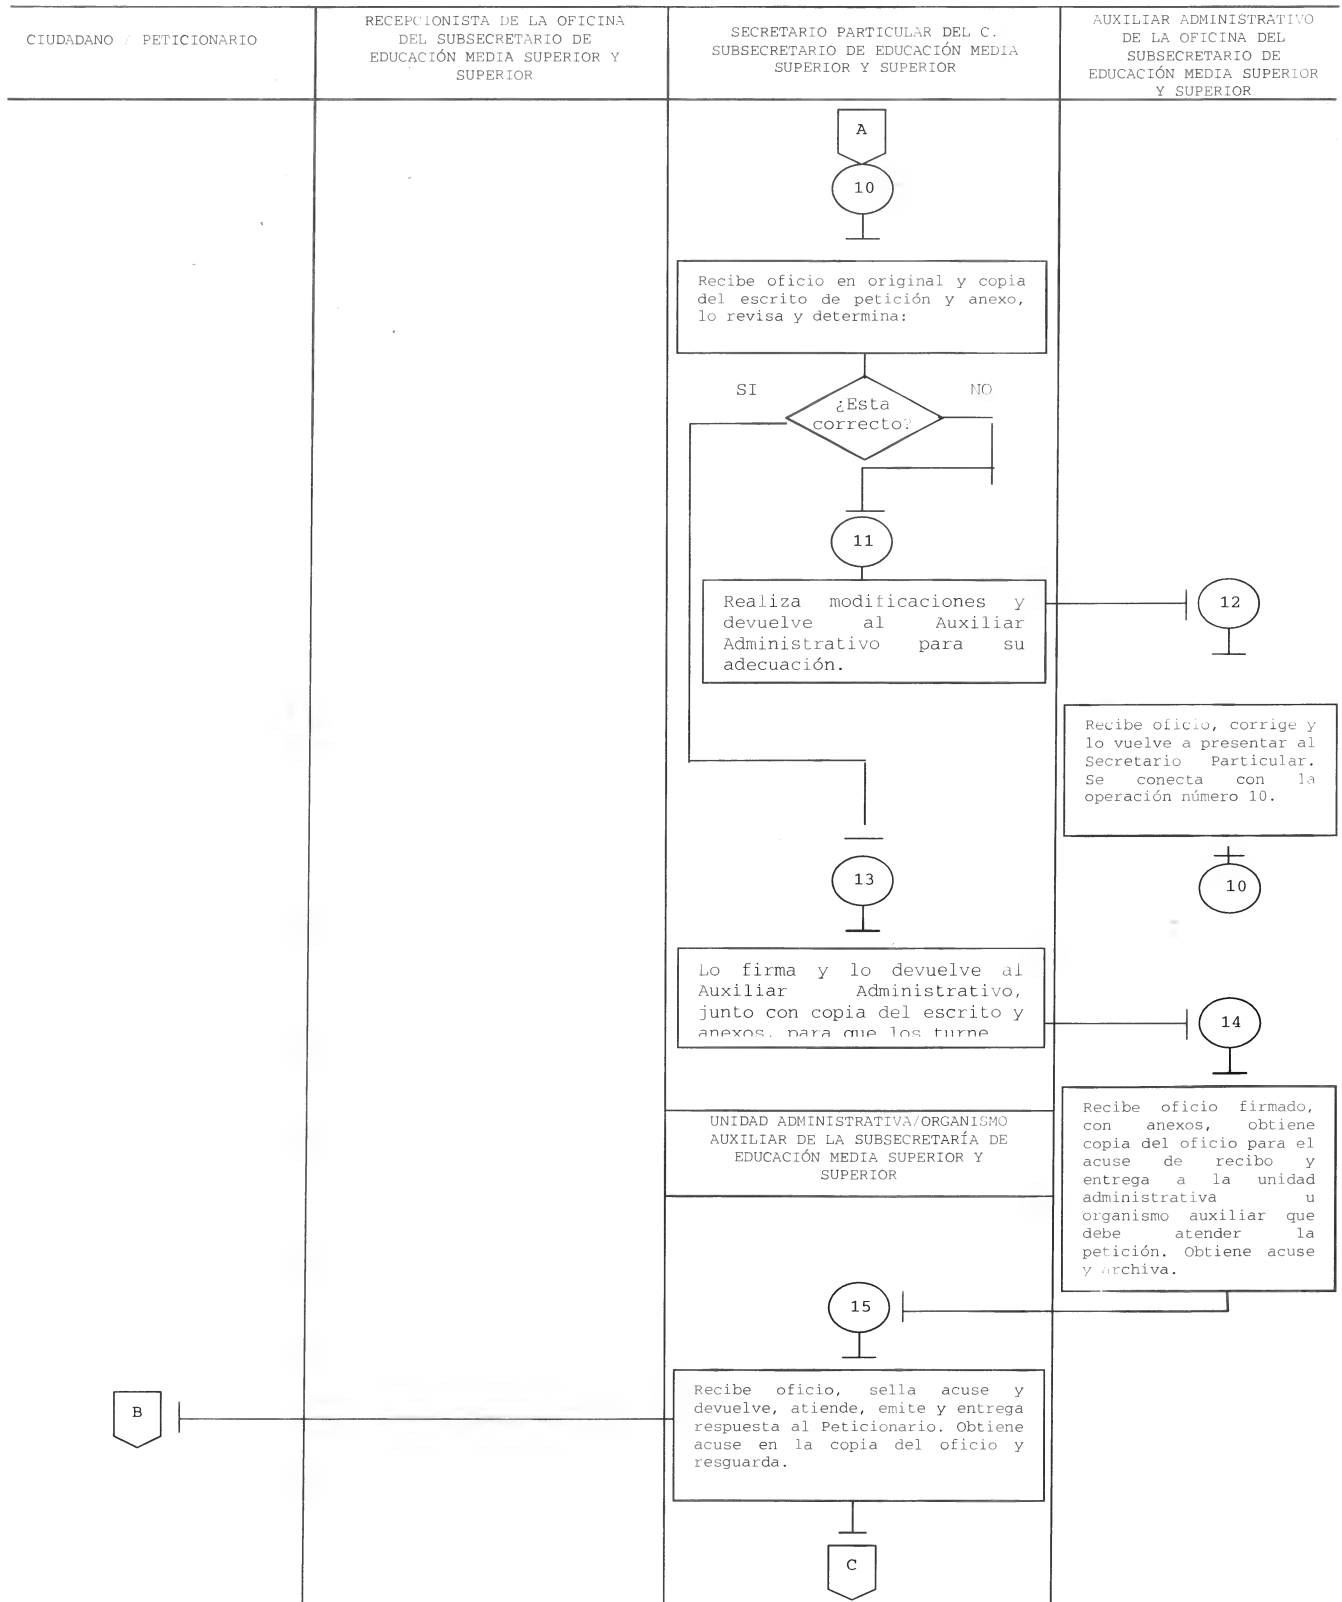 CIUDADANO / PETICIONARIO
RECEPCIONISTA DE LA OFICINA
DEL SUBSECRETARIO DE
EDUCACIÓN MEDIA SUPERIOR Y
SUPERIOR
SECRETARIO PARTICULAR DEL C.
SUBSECRETARIO DE EDUCACIÓN MEDIA
SUPERIOR Y SUPERIOR
AUXILIAR ADMINISTRATIVO
DE LA OFICINA DEL
SUBSECRETARIO DE
EDUCACIÓN MEDIA SUPERIOR
Y SUPERIOR
A
10
Recibe oficio en original y copia
del escrito de petición y anexo,
lo revisa y determina:
SI
NO
¿Esta
correcto?
11
Realiza modificaciones y
devuelve al Auxiliar
Administrativo para su
adecuación.
12
Recibe oficio, corrige y
lo vuelve a presentar al
Secretario Particular.
Se conecta con la
operación número 10.
10
13
Lo firma y lo devuelve al
Auxiliar Administrativo,
junto con copia del escrito y
anexos, para que los turne
14
Recibe oficio firmado,
con anexos, obtiene
copia del oficio para el
acuse de recibo y
entrega a la unidad
administrativa u
organismo auxiliar que
debe atender la
petición. Obtiene acuse
y archiva.
UNIDAD ADMINISTRATIVA/ORGANISMO
AUXILIAR DE LA SUBSECRETARÍA DE
EDUCACIÓN MEDIA SUPERIOR Y
SUPERIOR
15
Recibe oficio, sella acuse y
devuelve, atiende, emite y entrega
respuesta al Peticionario. Obtiene
acuse en la copia del oficio y
resguarda.
B
C